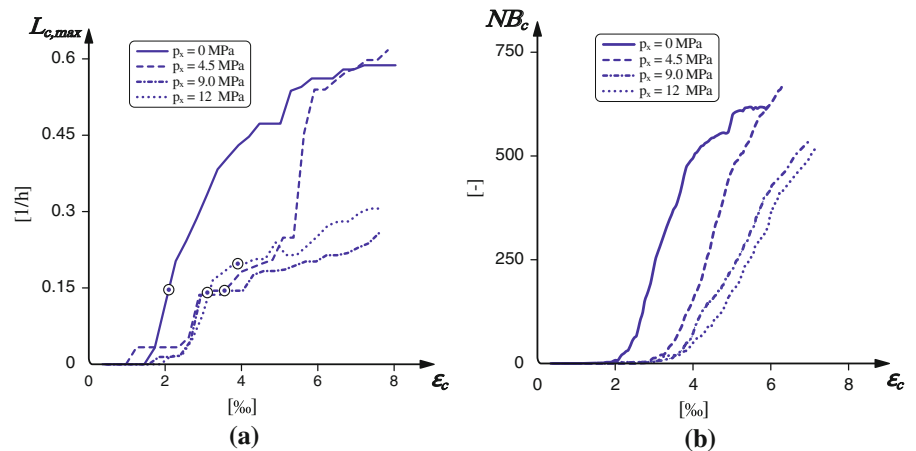 L_c,max
p_x = 0 MPa
p_x = 4.5 MPa
p_x = 9.0 MPa
p_x = 12 MPa
0.6
0.45
0.3
0.15
0
[1/h]
0 2 4 6 8
ε_c
[‰]
(a)
NB_c
p_x = 0 MPa
p_x = 4.5 MPa
p_x = 9.0 MPa
p_x = 12 MPa
750
500
250
0
[-]
0 2 4 6 8
ε_c
[‰]
(b)